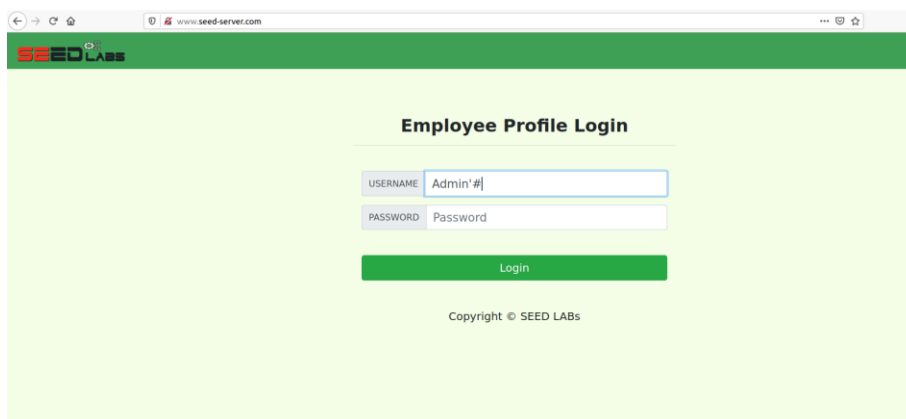 www.seed-server.com
SEED LABS
Employee Profile Login
USERNAME Admin'#
PASSWORD Password
Login
Copyright © SEED LABs